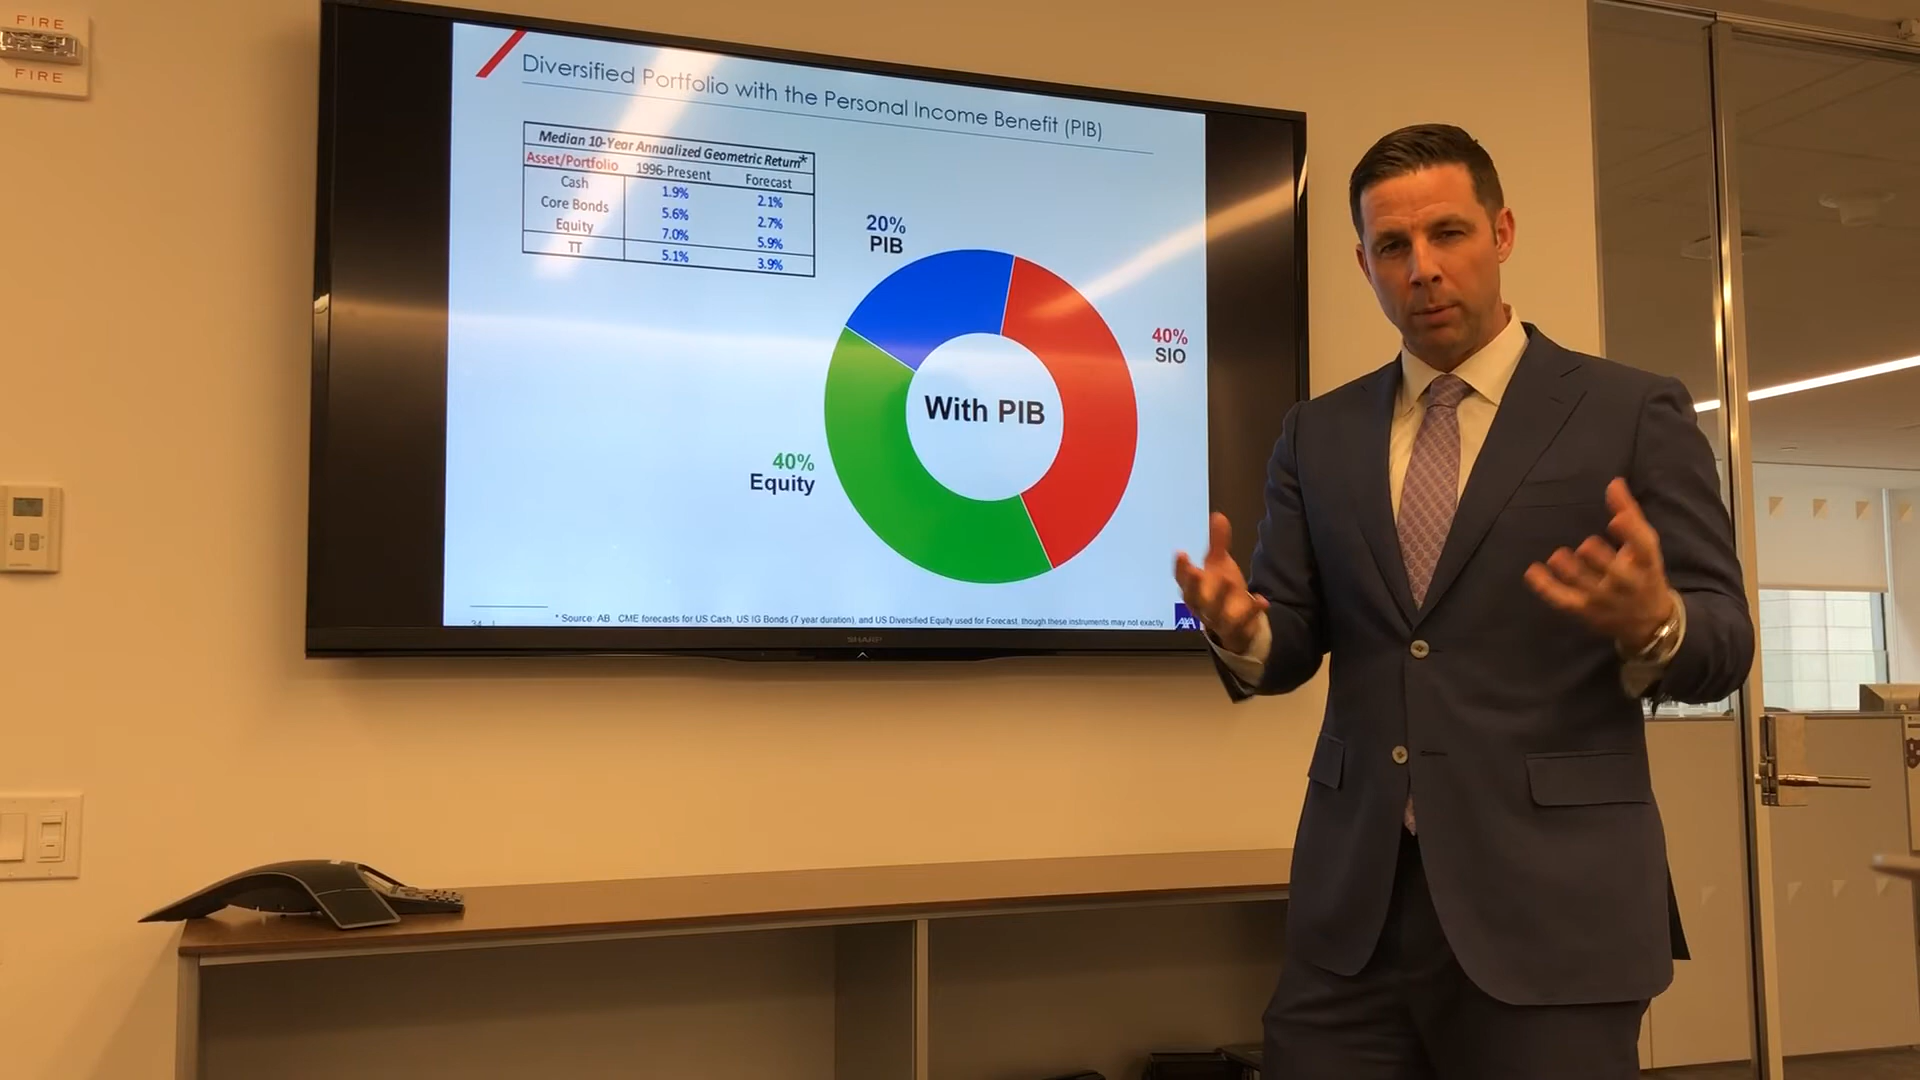 FIRE
FIRE
Diversified Portfolio with the Personal Income Benefit (PIB)
Median 10-Year Annualized Geometric Return*
Asset/Portfolio 1996-Present Forecast
Cash 1.9% 2.1%
Core Bonds 5.6% 2.7%
Equity 7.0% 5.9%
TT 5.1% 3.9%
20%
PIB
40%
SIO
With PIB
40%
Equity
* Source: AB. CME forecasts for US Cash, US IG Bonds (7 year duration), and US Diversified Equity used for Forecast, though these instruments may not exactly
34
AXA
SHARP